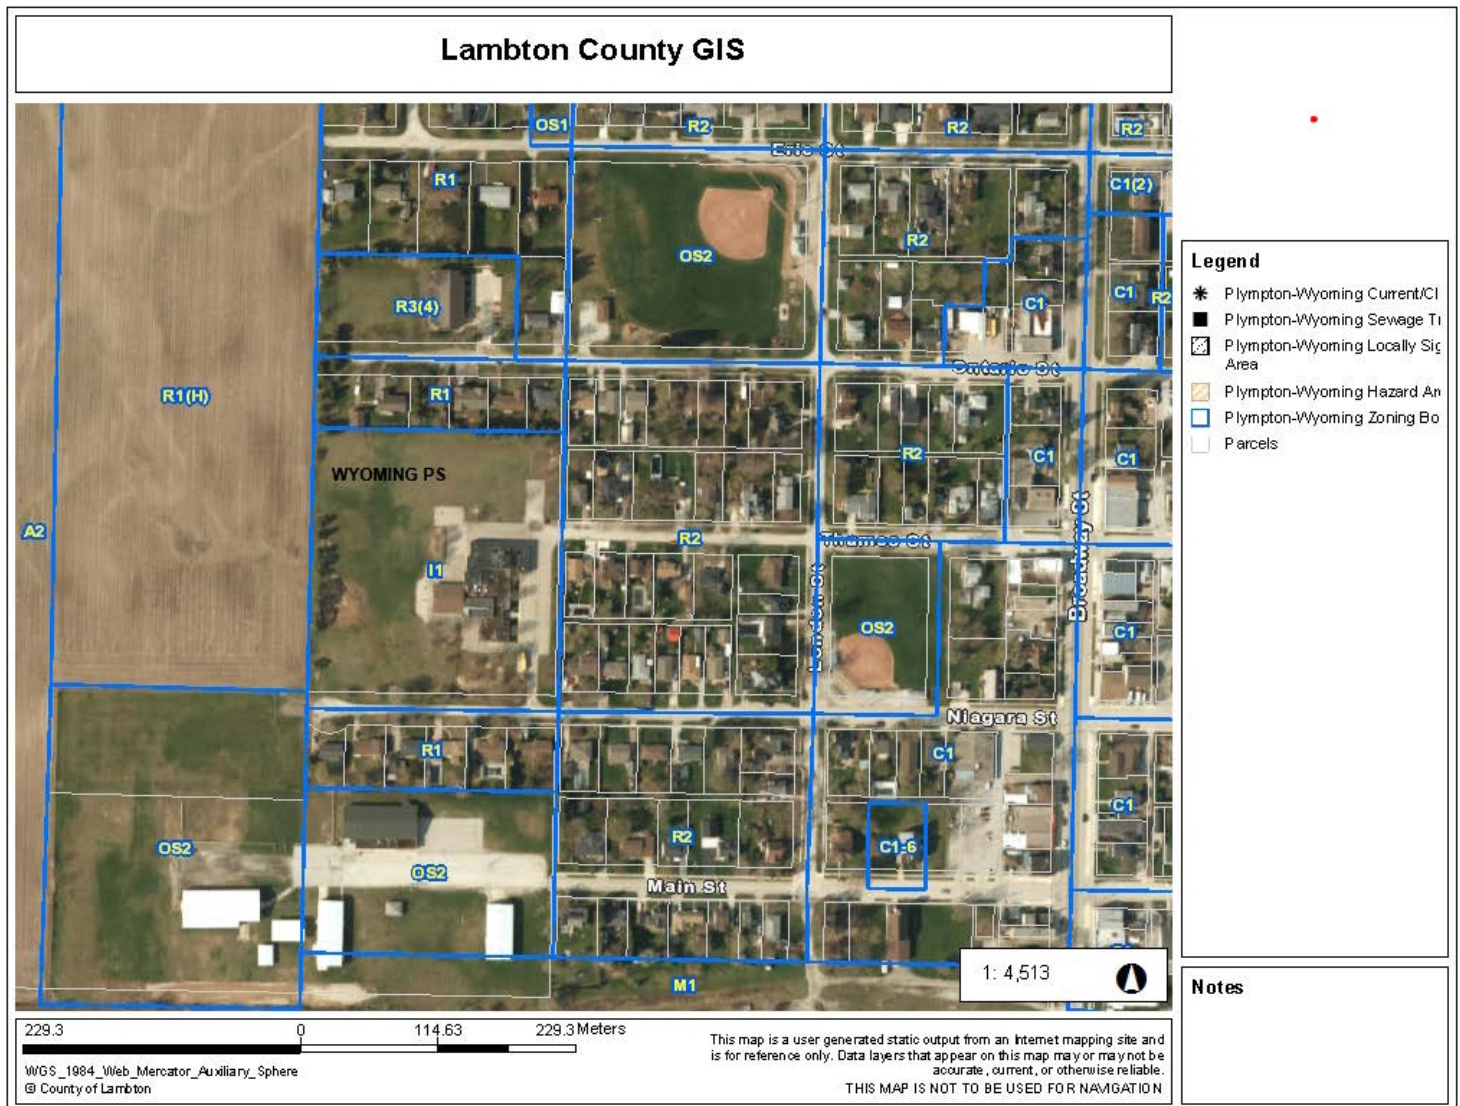 Lambton County GIS
OS1
R2
R2
R2
Erie St
R1
C1(2)
R2
OS2
C1
R2
C1
R3(4)
Ontario St
R1
R1(H)
R2
C1
C1
WYOMING PS
A2
R2
Thames St
Broadway St
I1
London St
OS2
C1
Niagara St
R1
C1
C1
R2
C1-6
OS2
OS2
Main St
M1
1: 4,513
Legend
Plympton-Wyoming Current/Cl
Plympton-Wyoming Sewage Tr
Plympton-Wyoming Locally Sig
Area
Plympton-Wyoming Hazard Ar
Plympton-Wyoming Zoning Bo
Parcels
Notes
229.3 0 114.63 229.3 Meters
WGS_1984_Web_Mercator_Auxiliary_Sphere
© County of Lambton
This map is a user generated static output from an Internet mapping site and
is for reference only. Data layers that appear on this map may or may not be
accurate, current, or otherwise reliable.
THIS MAP IS NOT TO BE USED FOR NAVIGATION